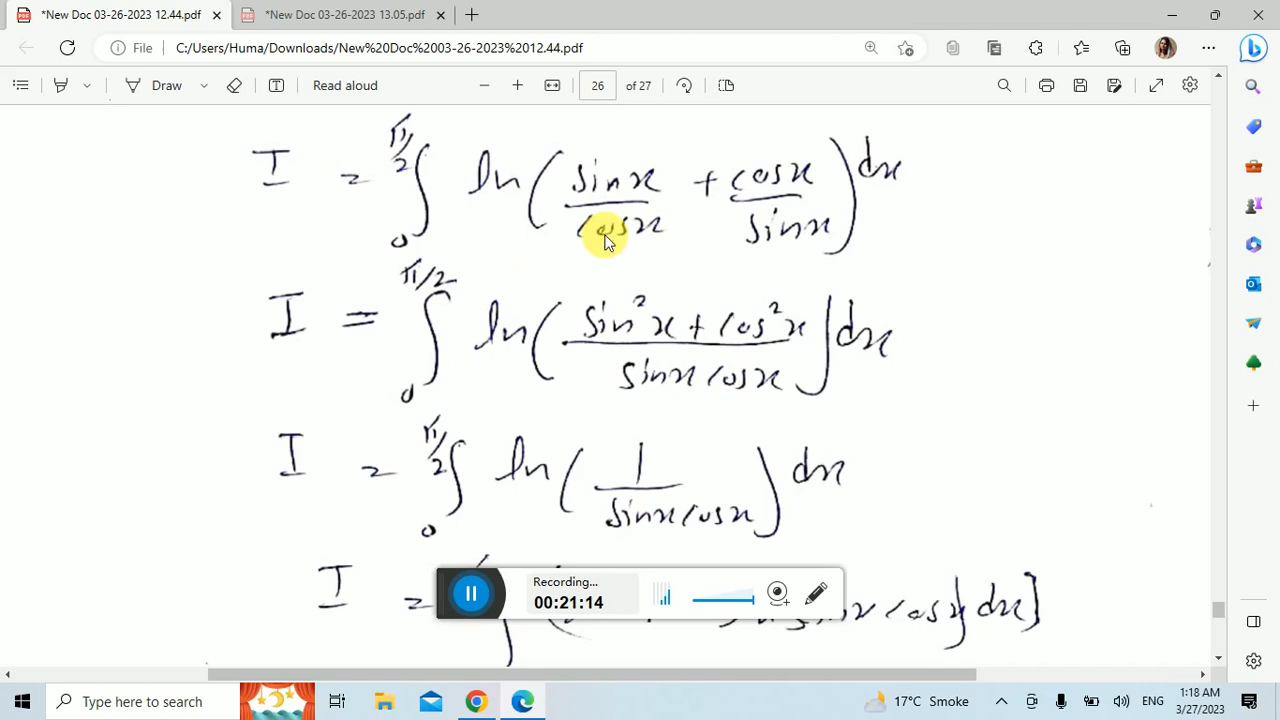 *New Doc 03-26-2023 12.44.pdf
*New Doc 03-26-2023 13.05.pdf
File
C:/Users/Huma/Downloads/New%20Doc%2003-26-2023%2012.44.pdf
Draw
Read aloud
26 of 27
I = ∫₀^(π/2) ln( sinx/cosx + cosx/sinx ) dx
I = ∫₀^(π/2) ln( (sin²x + cos²x)/(sinx cosx) ) dx
I = ∫₀^(π/2) ln( 1/(sinx cosx) ) dx
I = cosx} dx]
Recording...
00:21:14
Type here to search
17°C Smoke
ENG
1:18 AM
3/27/2023